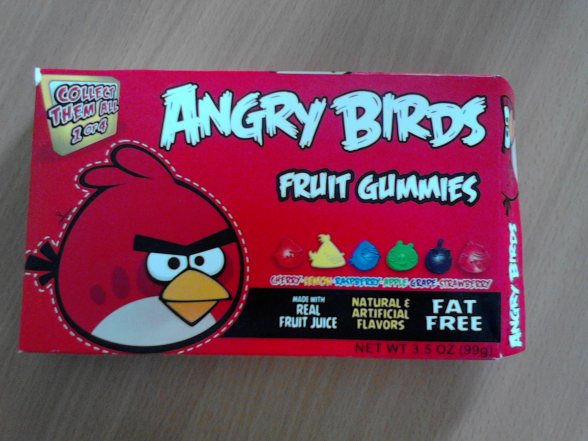 COLLECT
THEM ALL
1 OF 4
ANGRY BIRDS
FRUIT GUMMIES
CHERRY-LEMON-RASPBERRY-APPLE-GRAPE-STRAWBERRY
MADE WITH
REAL
FRUIT JUICE
NATURAL &
ARTIFICIAL
FLAVORS
FAT
FREE
NET WT 3.5 OZ (99g)
ANGRY BIRDS